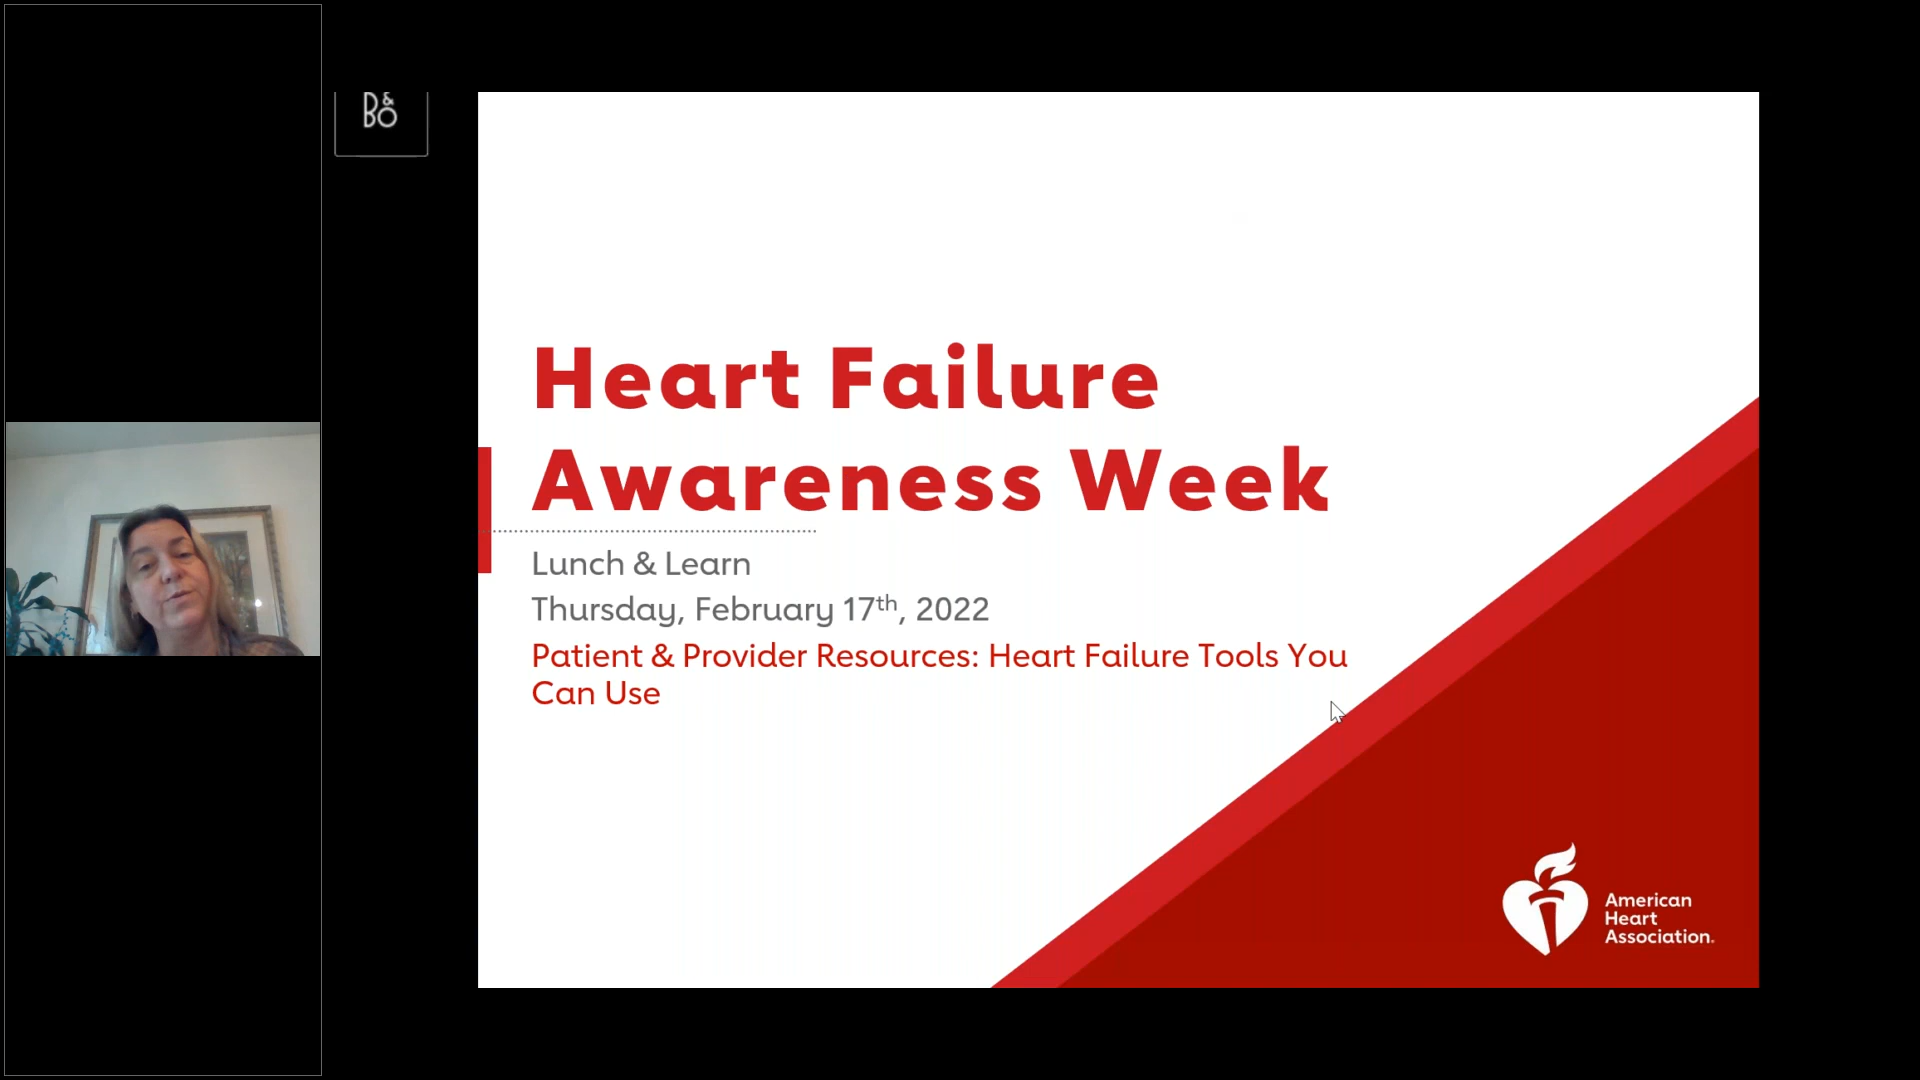 B&
BO
Heart Failure
Awareness Week
Lunch & Learn
Thursday, February 17th, 2022
Patient & Provider Resources: Heart Failure Tools You
Can Use
American
Heart
Association.